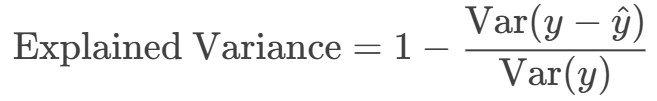 Explained Variance = 1 − Var(y − ŷ) / Var(y)